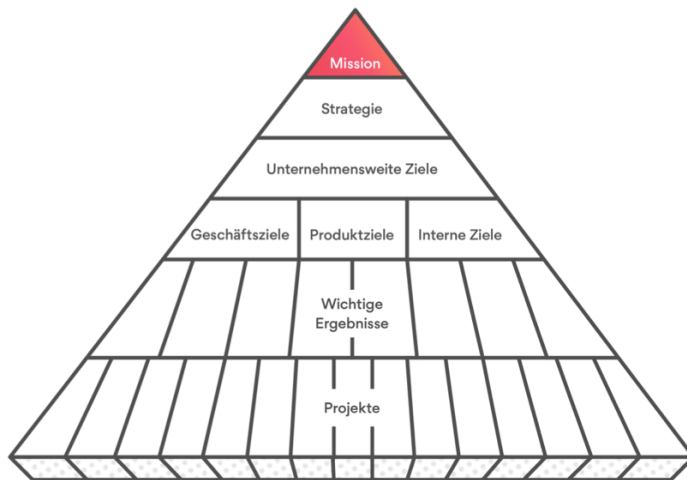 Mission
Strategie
Unternehmensweite Ziele
Geschäftsziele
Produktziele
Interne Ziele
Wichtige
Ergebnisse
Projekte